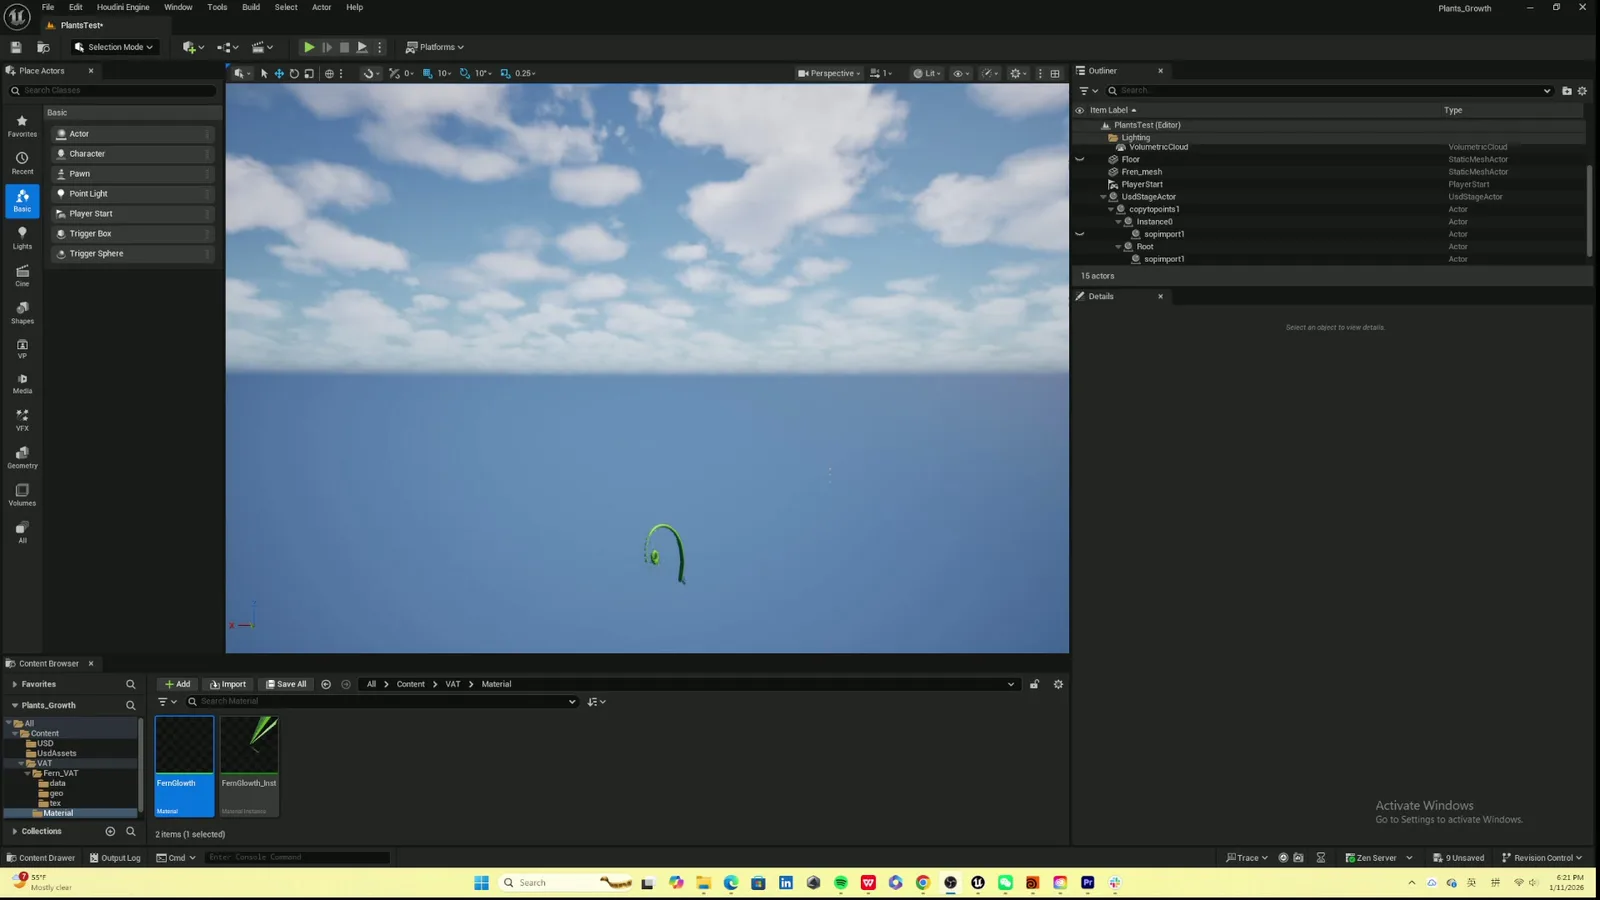 File Edit Window Tools Build Select Actor Help
Plants_Growth
PlantsTest*
Selection Mode
Platforms
Place Actors
Search Classes
Perspective
1
Lit
0
10
10°
0.25
Basic
Favorites
Recent
Basic
Lights
Cine
Shapes
VP
Media
VFX
Geometry
Volumes
All
Actor
Character
Pawn
Point Light
Player Start
Trigger Box
Trigger Sphere
X
Z
Outliner
Search...
Item Label
Type
PlantsTest (Editor)
Lighting
VolumetricCloud VolumetricCloud
Floor StaticMeshActor
Fren_mesh StaticMeshActor
PlayerStart PlayerStart
UsdStageActor UsdStageActor
copytopoints1 Actor
Instance0 Actor
sopimport1 Actor
Root Actor
sopimport1 Actor
15 actors
Details
Select an object to view details.
Content Browser
Favorites
Plants_Growth
All
Content
USD
UsdAssets
VAT
Fern_VAT
data
geo
tex
Material
Collections
Add
Import
Save All
All > Content > VAT > Material
Search Material
FernGlowth
Material
FernGlowth_Inst
Material Instance
2 items (1 selected)
Activate Windows
Go to Settings to activate Windows.
Content Drawer
Output Log
Cmd
Enter Console Command
Trace
Zen Server
9 Unsaved
Revision Control
7
55°F
Mostly clear
Search
英
拼
6:21 PM
1/11/2026